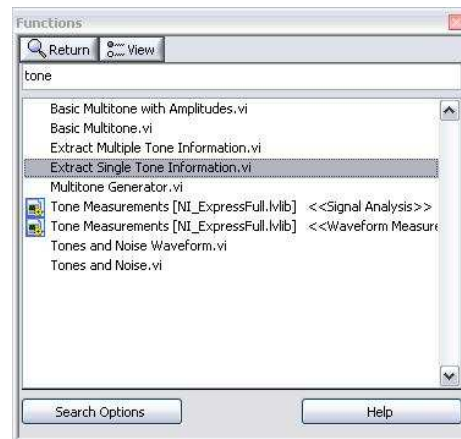 Functions
Return View
tone
Basic Multitone with Amplitudes.vi
Basic Multitone.vi
Extract Multiple Tone Information.vi
Extract Single Tone Information.vi
Multitone Generator.vi
Tone Measurements [NI_ExpressFull.lvlib] <<Signal Analysis>>
Tone Measurements [NI_ExpressFull.lvlib] <<Waveform Measure
Tones and Noise Waveform.vi
Tones and Noise.vi
Search Options Help